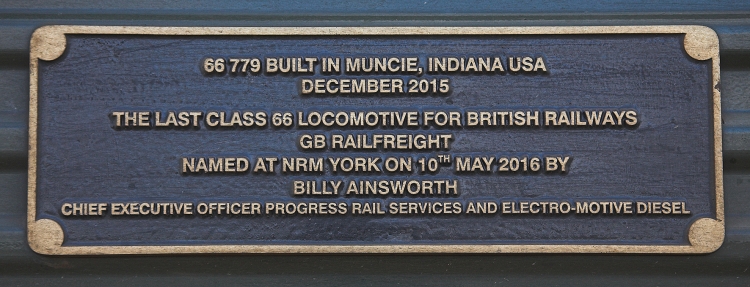 66 779 BUILT IN MUNCIE, INDIANA USA
DECEMBER 2015
THE LAST CLASS 66 LOCOMOTIVE FOR BRITISH RAILWAYS
GB RAILFREIGHT
NAMED AT NRM YORK ON 10TH MAY 2016 BY
BILLY AINSWORTH
CHIEF EXECUTIVE OFFICER PROGRESS RAIL SERVICES AND ELECTRO-MOTIVE DIESEL